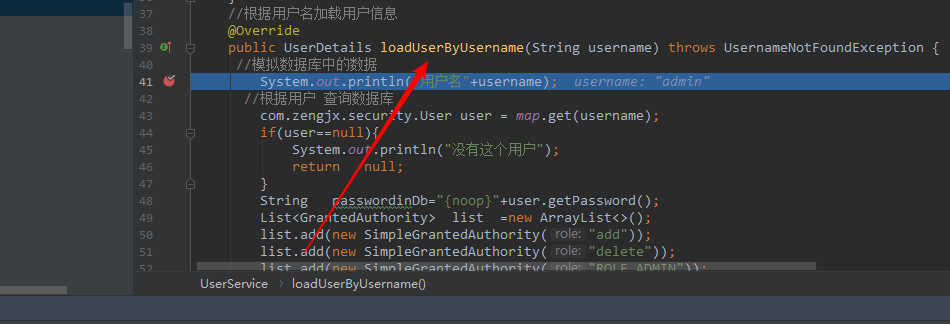 37 //根据用户名加载用户信息
38 @Override
39 public UserDetails loadUserByUsername(String username) throws UsernameNotFoundException {
40 //模拟数据库中的数据
41 System.out.println("用户名"+username); username: "admin"
42 //根据用户 查询数据库
43 com.zengjx.security.User user = map.get(username);
44 if(user==null){
45 System.out.println("没有这个用户");
46 return null;
47 }
48 String passwordinDb="{noop}"+user.getPassword();
49 List<GrantedAuthority> list =new ArrayList<>();
50 list.add(new SimpleGrantedAuthority( role: "add"));
51 list.add(new SimpleGrantedAuthority( role: "delete"));
52 list.add(new SimpleGrantedAuthority( role: "ROLE_ADMIN"));
UserService › loadUserByUsername()